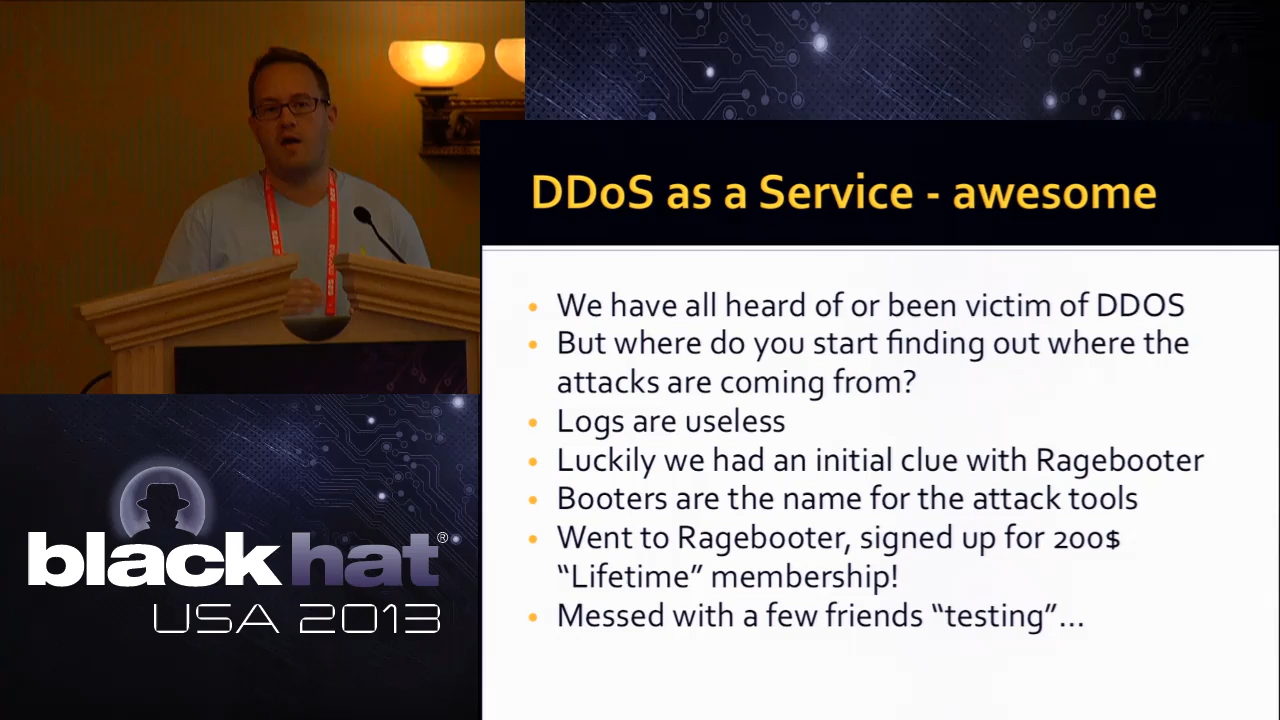 DDoS as a Service - awesome
• We have all heard of or been victim of DDOS
• But where do you start finding out where the
attacks are coming from?
• Logs are useless
• Luckily we had an initial clue with Ragebooter
• Booters are the name for the attack tools
• Went to Ragebooter, signed up for 200$
“Lifetime” membership!
• Messed with a few friends “testing”…
black hat®
USA 2013